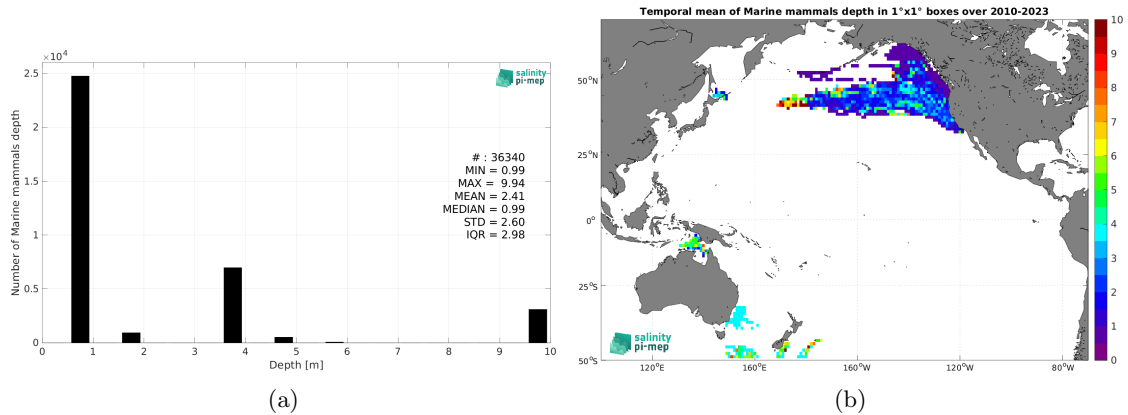 ×10⁴
2.5
2
1.5
1
0.5
0
Number of Marine mammals depth
salinity
pi-mep
# : 36340
MIN = 0.99
MAX = 9.94
MEAN = 2.41
MEDIAN = 0.99
STD = 2.60
IQR = 2.98
0 1 2 3 4 5 6 7 8 9 10
Depth [m]
(a)
Temporal mean of Marine mammals depth in 1°x1° boxes over 2010-2023
50°N
25°N
0°
25°S
50°S
salinity
pi-mep
120°E 160°E 160°W 120°W 80°W
10
9
8
7
6
5
4
3
2
1
0
(b)